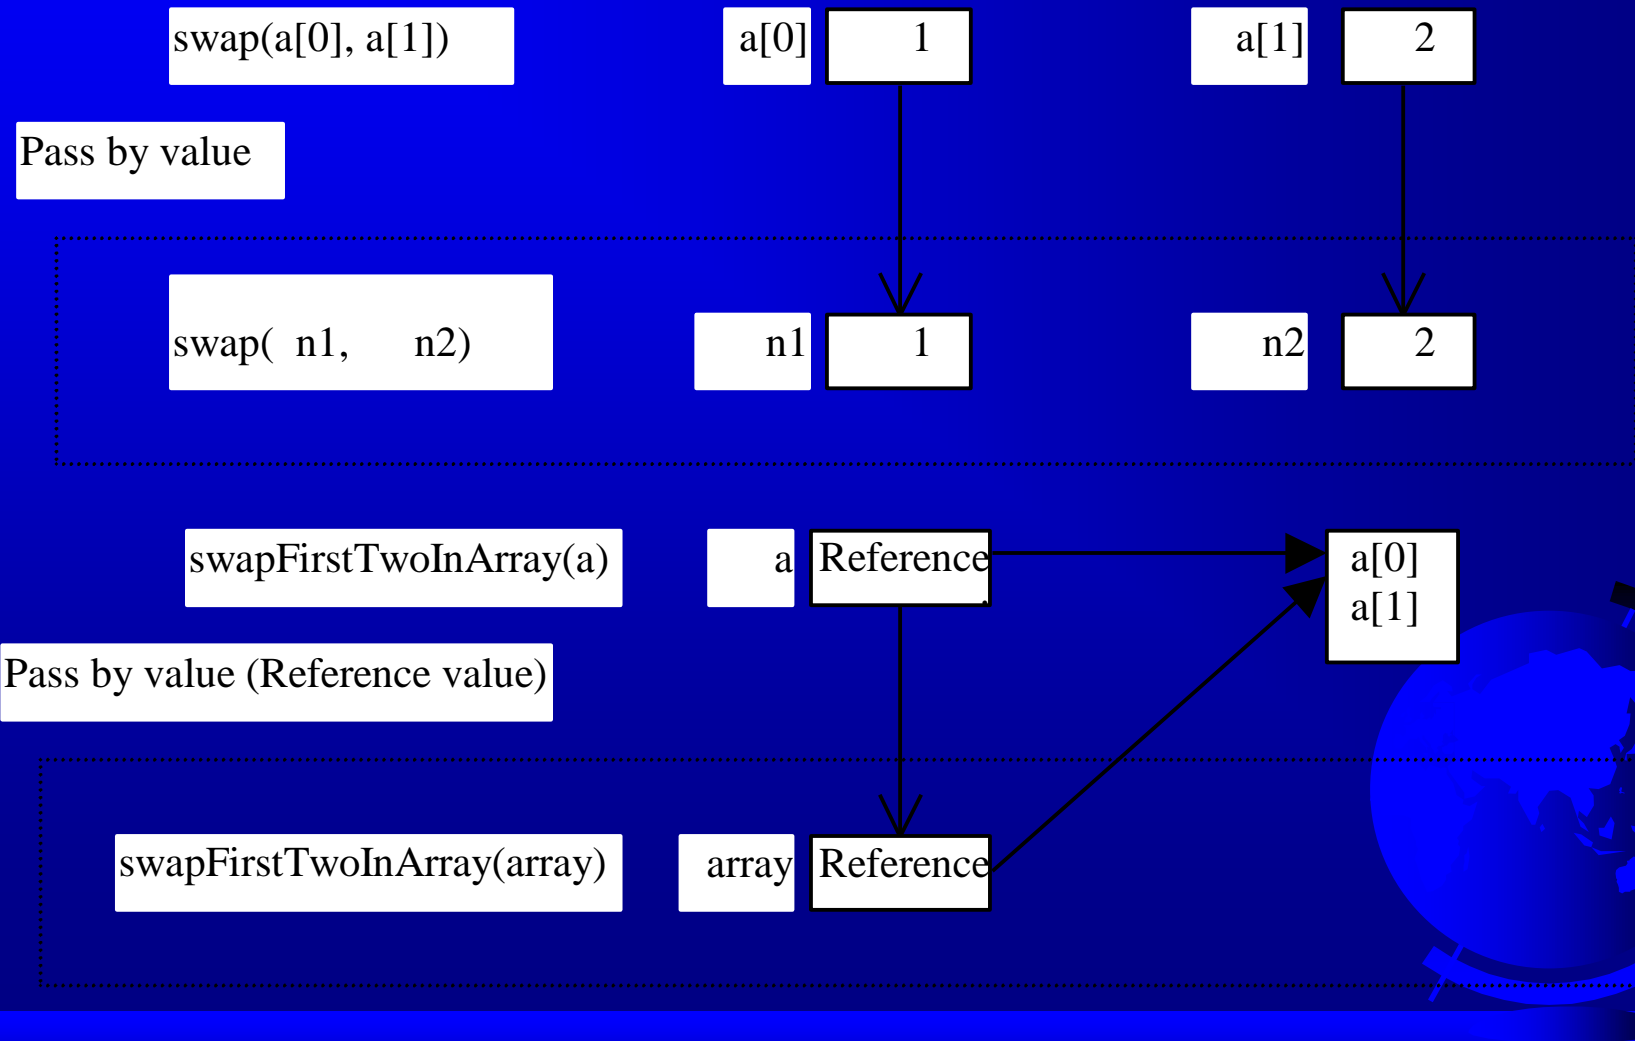 swap(a[0], a[1]) a[0] 1 a[1] 2
Pass by value
swap( n1, n2) n1 1 n2 2
swapFirstTwoInArray(a) a Reference a[0]
a[1]
Pass by value (Reference value)
swapFirstTwoInArray(array) array Reference